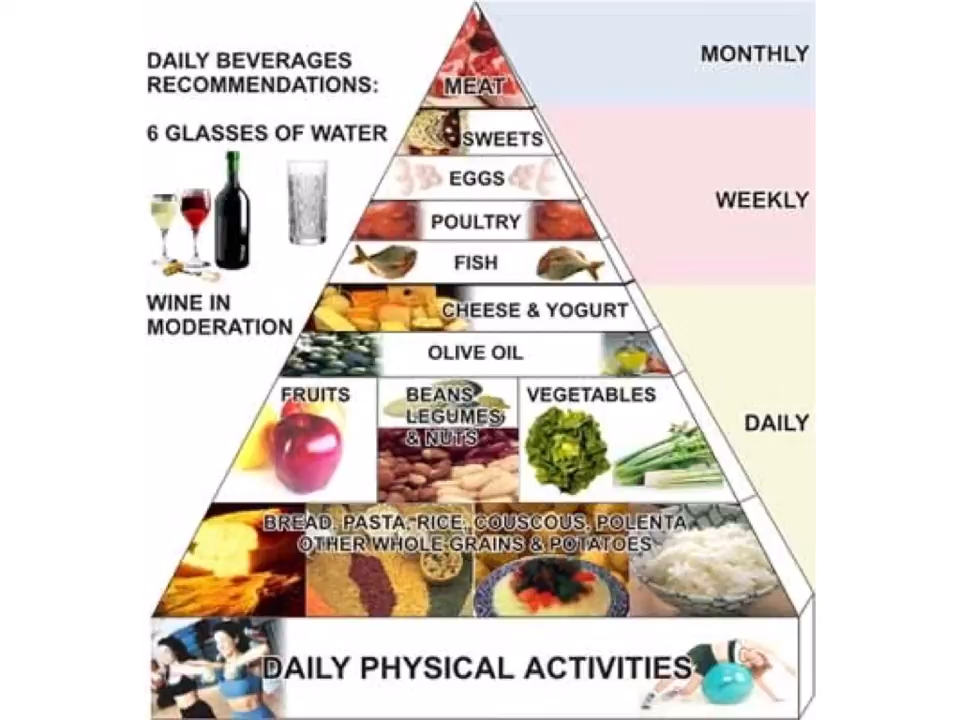 DAILY BEVERAGES
RECOMMENDATIONS:
6 GLASSES OF WATER
WINE IN
MODERATION
MEAT
SWEETS
EGGS
POULTRY
FISH
CHEESE & YOGURT
OLIVE OIL
FRUITS
BEANS
LEGUMES
& NUTS
VEGETABLES
BREAD, PASTA, RICE, COUSCOUS, POLENTA,
OTHER WHOLE GRAINS & POTATOES
DAILY PHYSICAL ACTIVITIES
MONTHLY
WEEKLY
DAILY